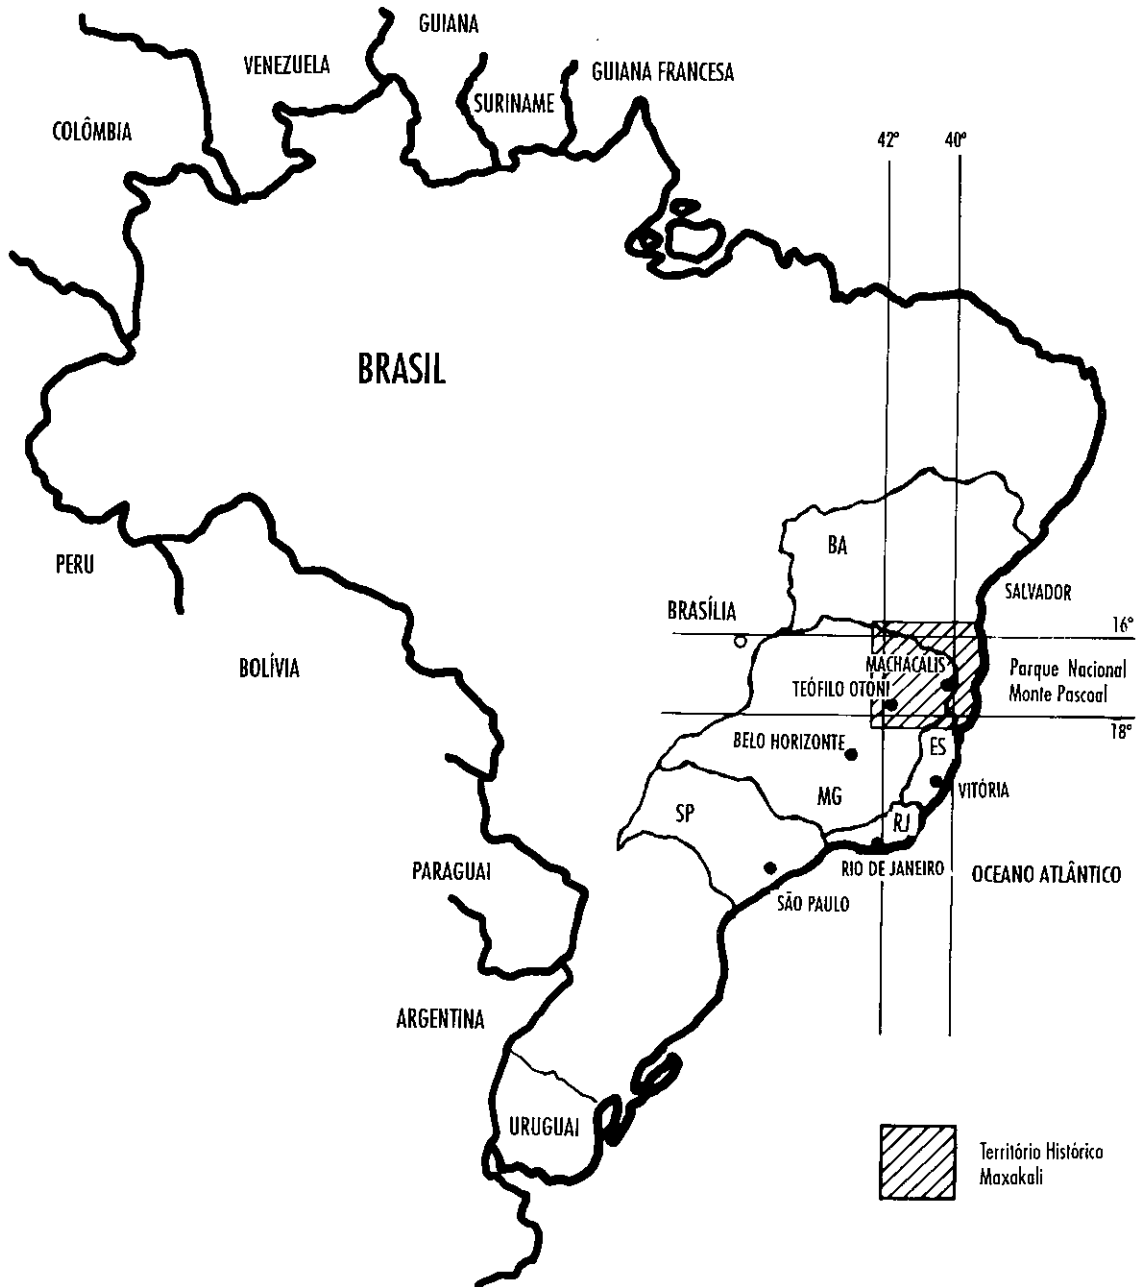 GUIANA
VENEZUELA
GUIANA FRANCESA
SURINAME
COLÔMBIA
42°
40°
BRASIL
BA
PERU
SALVADOR
BRASÍLIA
16°
BOLÍVIA
MACHACALIS
Parque Nacional
Monte Pascoal
TEÓFILO OTONI
18°
BELO HORIZONTE
ES
VITÓRIA
MG
SP
RJ
PARAGUAI
RIO DE JANEIRO
OCEANO ATLÂNTICO
SÃO PAULO
ARGENTINA
URUGUAI
Território Histórico
Maxakali